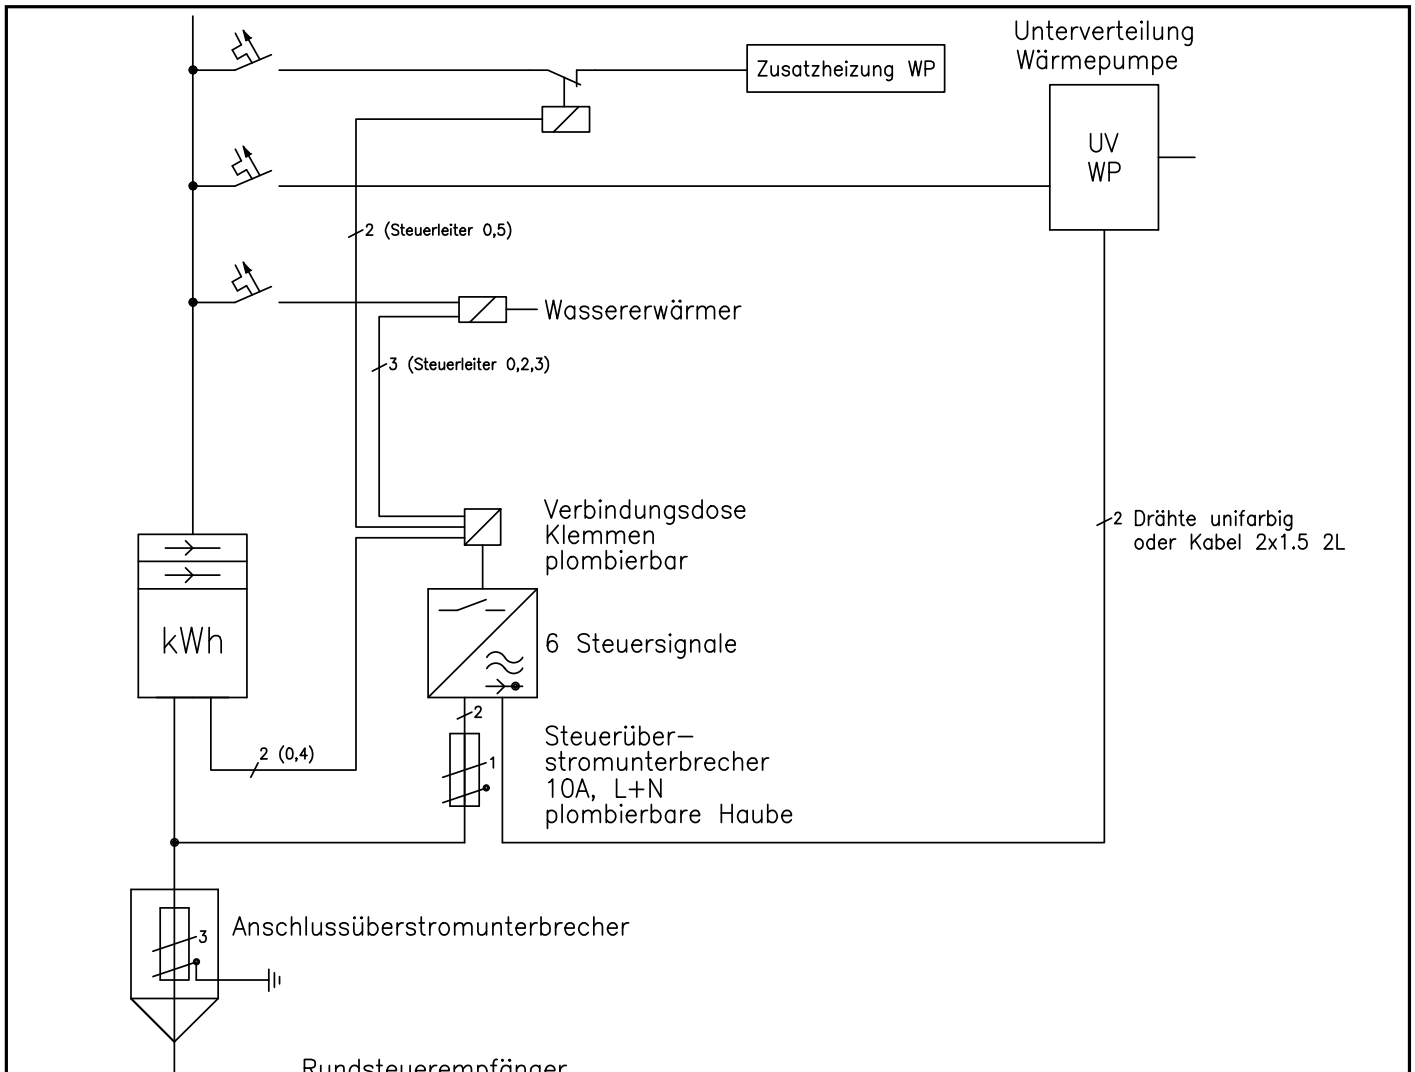 Unterverteilung
Wärmepumpe
Zusatzheizung WP
UV
WP
2 (Steuerleiter 0,5)
Wassererwärmer
3 (Steuerleiter 0,2,3)
Verbindungsdose
Klemmen
plombierbar
2 Drähte unifarbig
oder Kabel 2x1.5 2L
kWh
6 Steuersignale
2
2 (0,4)
Steuerüber-
stromunterbrecher
10A, L+N
plombierbare Haube
1
Anschlussüberstromunterbrecher
3
Rundsteuerempfänger